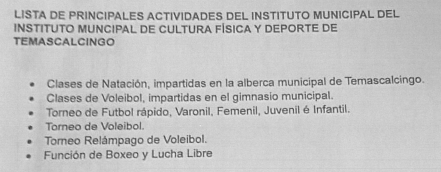 LISTA DE PRINCIPALES ACTIVIDADES DEL INSTITUTO MUNICIPAL DEL
INSTITUTO MUNCIPAL DE CULTURA FÍSICA Y DEPORTE DE
TEMASCALCINGO
• Clases de Natación, impartidas en la alberca municipal de Temascalcingo.
• Clases de Voleibol, impartidas en el gimnasio municipal.
• Torneo de Futbol rápido, Varonil, Femenil, Juvenil é Infantil.
• Torneo de Voleibol.
• Torneo Relámpago de Voleibol.
• Función de Boxeo y Lucha Libre